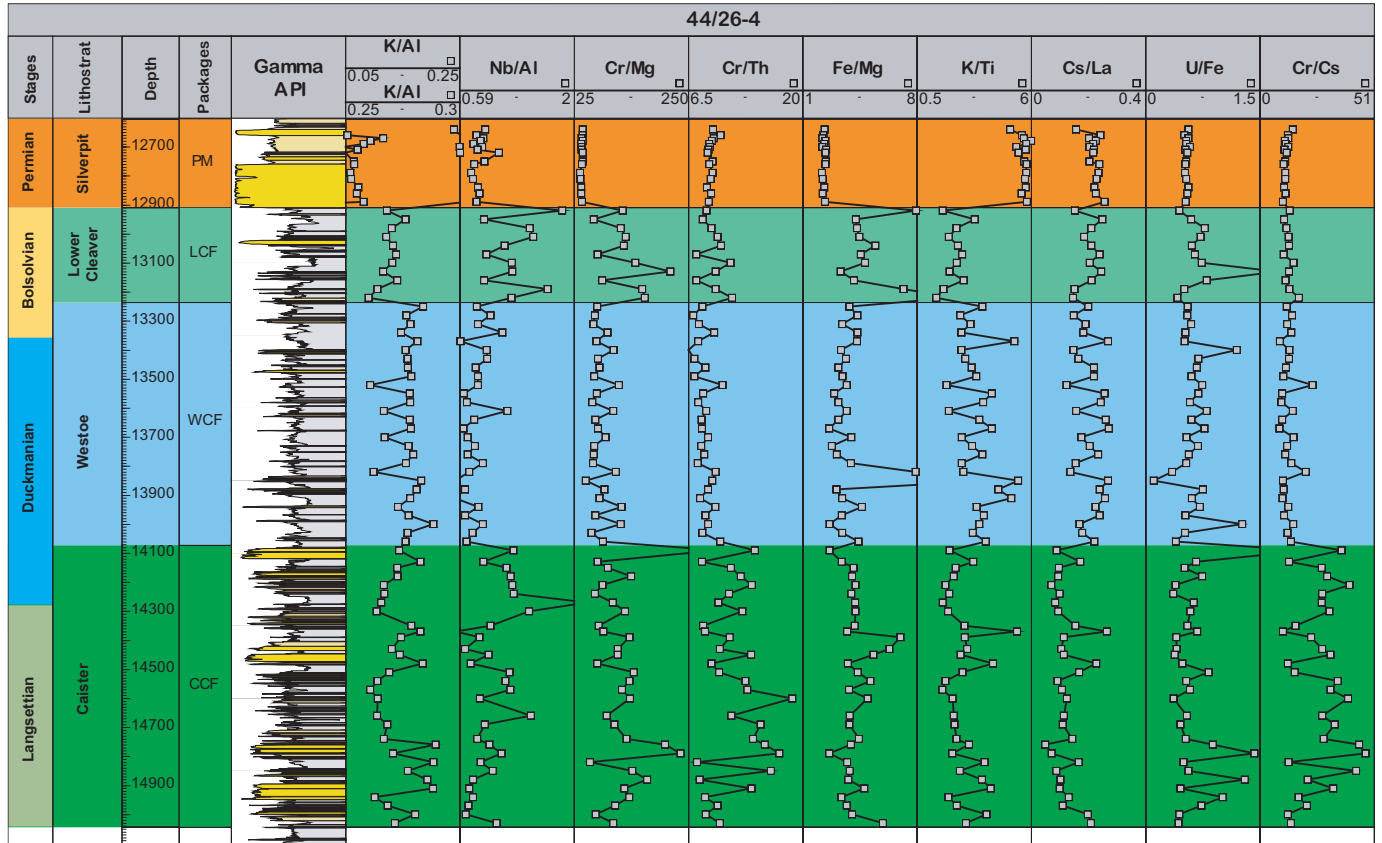 44/26-4
Stages
Lithostrat
Depth
Packages
Gamma
API
K/Al
0.05 - 0.25
K/Al
0.25 - 0.3
Nb/Al
0.59 - 2
Cr/Mg
25 - 250
Cr/Th
6.5 - 20
Fe/Mg
1 - 8
K/Ti
0.5 - 6
Cs/La
0 - 0.4
U/Fe
0 - 1.5
Cr/Cs
0 - 51
Permian
Silverpit
12700
PM
12900
Bolsolvian
Lower
Cleaver
13100
LCF
13300
Duckmanian
Westoe
13500
13700
WCF
13900
14100
Langsettian
Caister
14300
14500
CCF
14700
14900